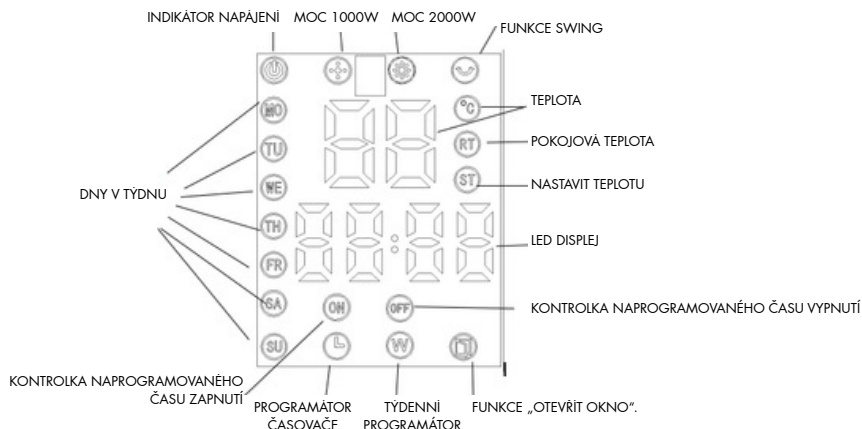 INDIKÁTOR NAPÁJENÍ MOC 1000W MOC 2000W
FUNKCE SWING
MO
°C
TEPLOTA
TU
RT
POKOJOVÁ TEPLOTA
DNY V TÝDNU
WE
ST
NASTAVIT TEPLOTU
TH
LED DISPLEJ
FR
SA
ON
OFF
KONTROLKA NAPROGRAMOVANÉHO ČASU VYPNUTÍ
SU
W
KONTROLKA NAPROGRAMOVANÉHO
ČASU ZAPNUTÍ
PROGRAMÁTOR
ČASOVAČE
TÝDENNÍ
PROGRAMÁTOR
FUNKCE „OTEVŘÍT OKNO“.